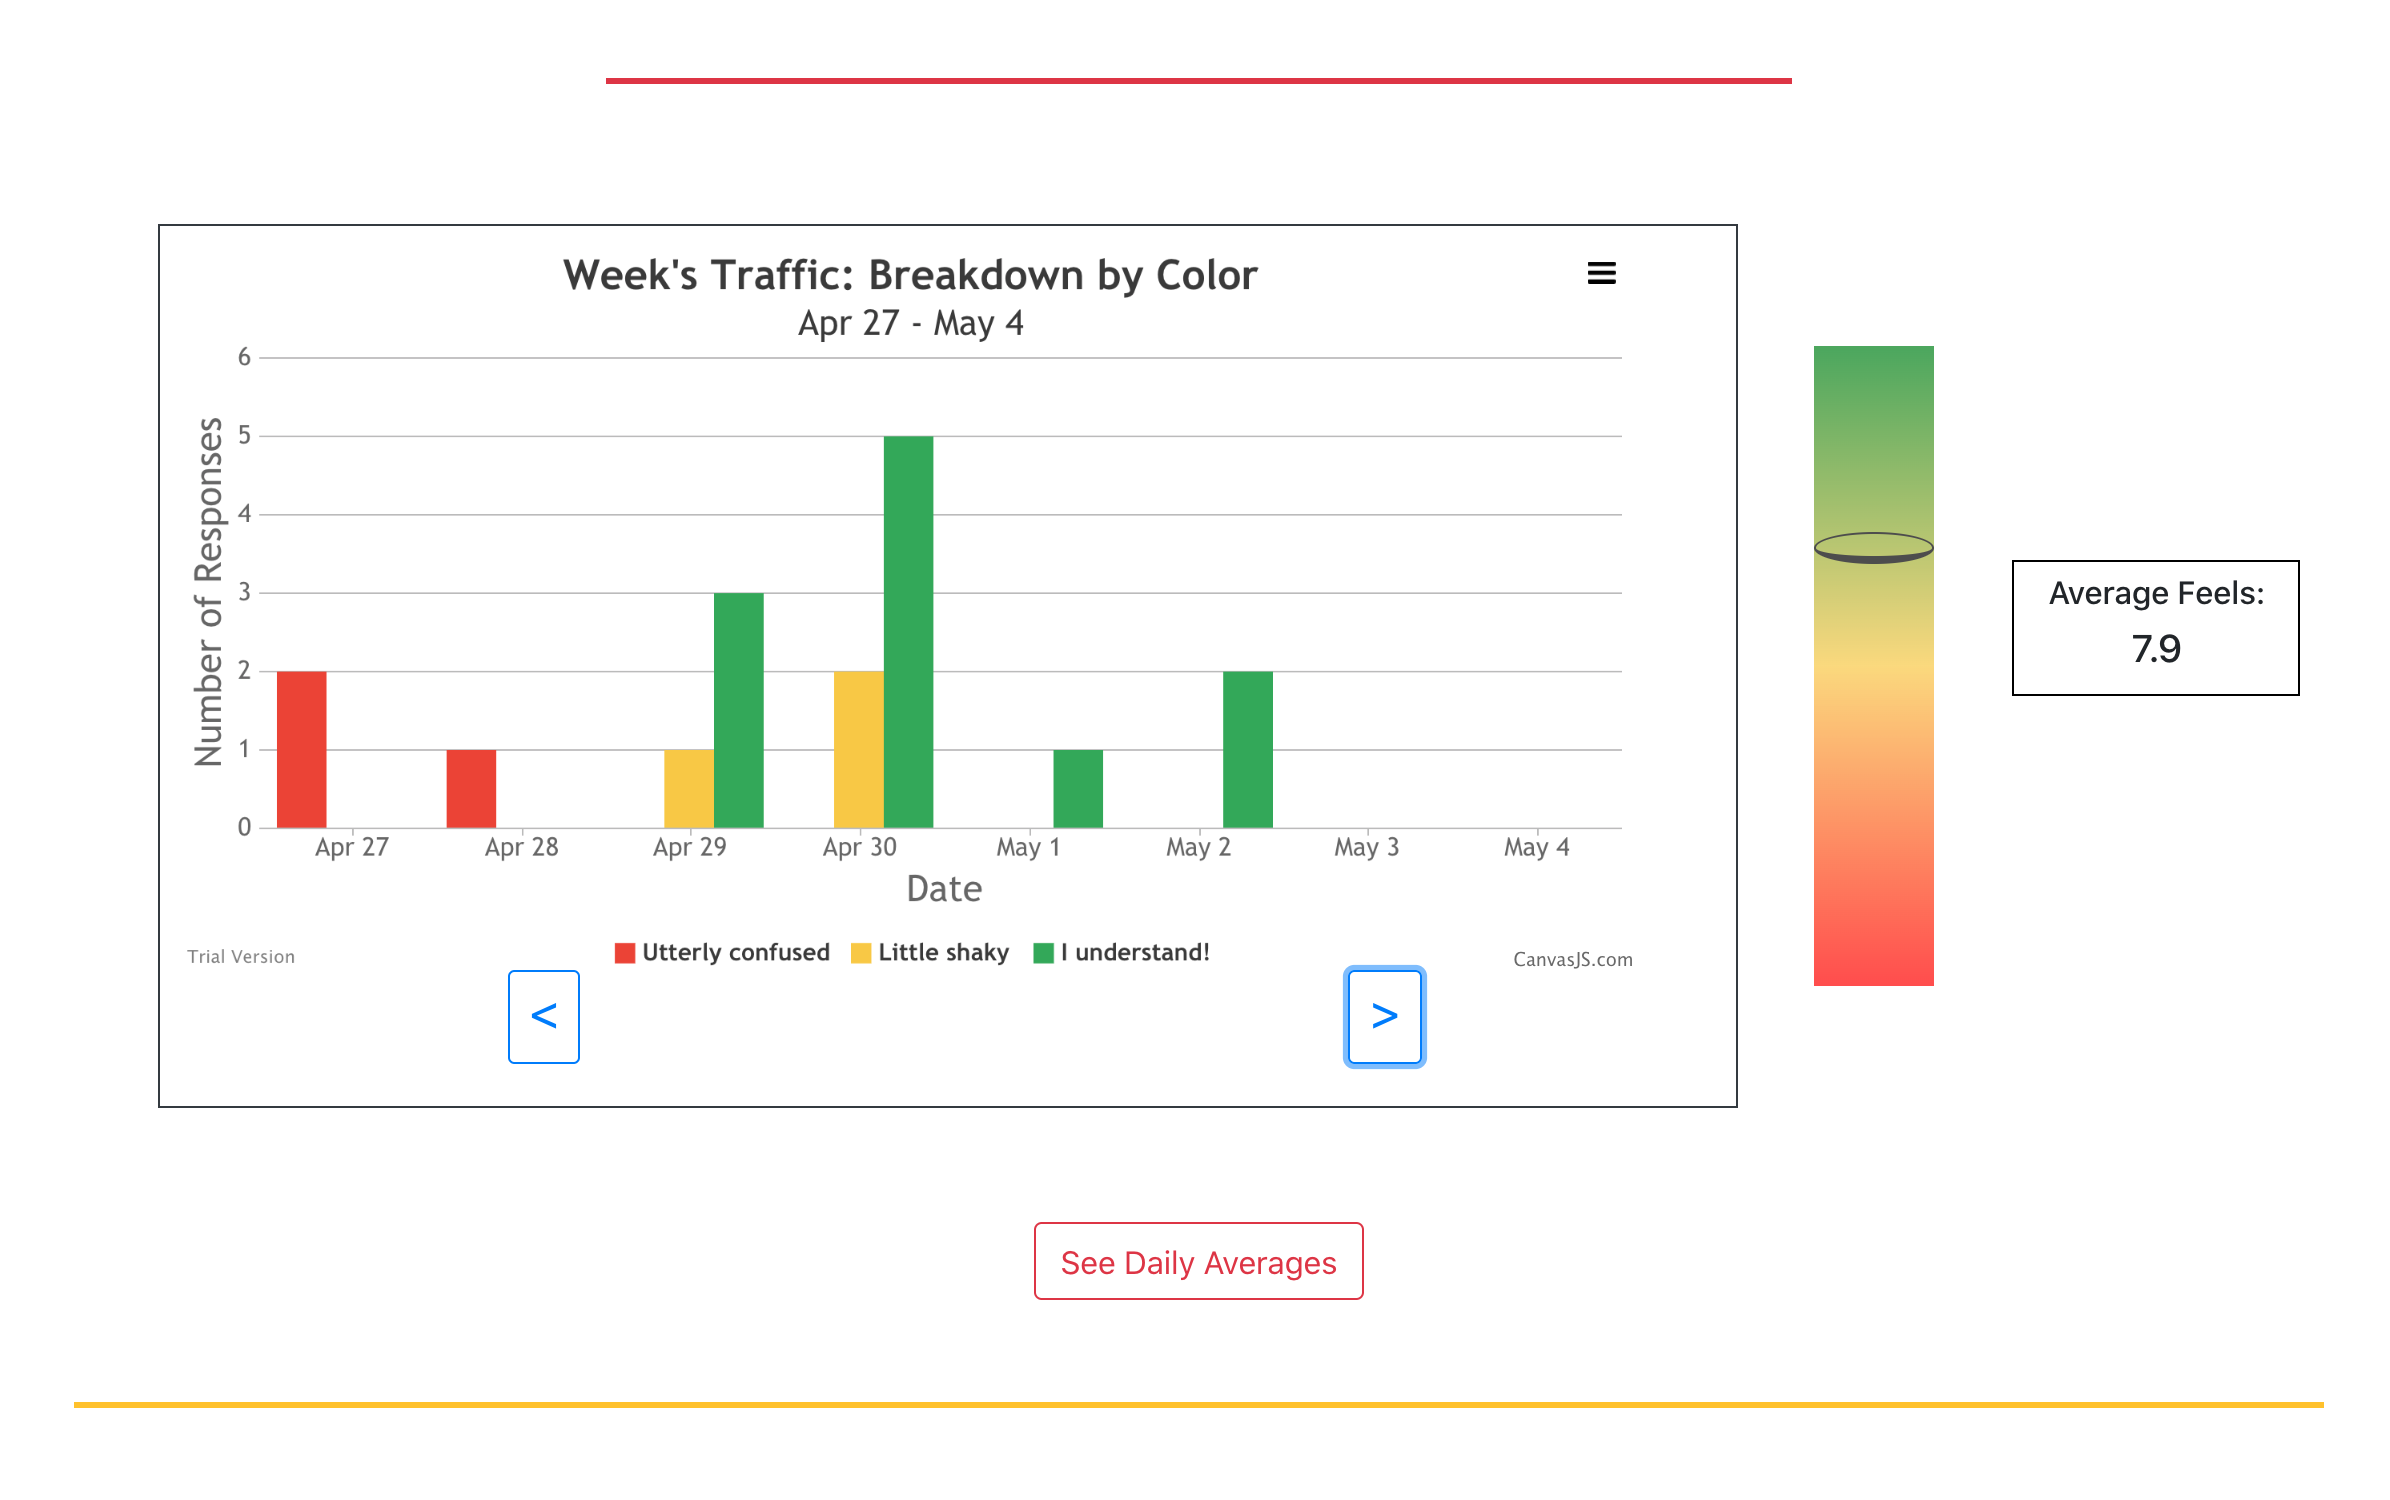 Week's Traffic: Breakdown by Color
Apr 27 - May 4
Number of Responses
6
5
4
3
2
1
0
Apr 27 Apr 28 Apr 29 Apr 30 May 1 May 2 May 3 May 4
Date
Utterly confused Little shaky I understand!
Trial Version
CanvasJS.com
< >
Average Feels:
7.9
See Daily Averages